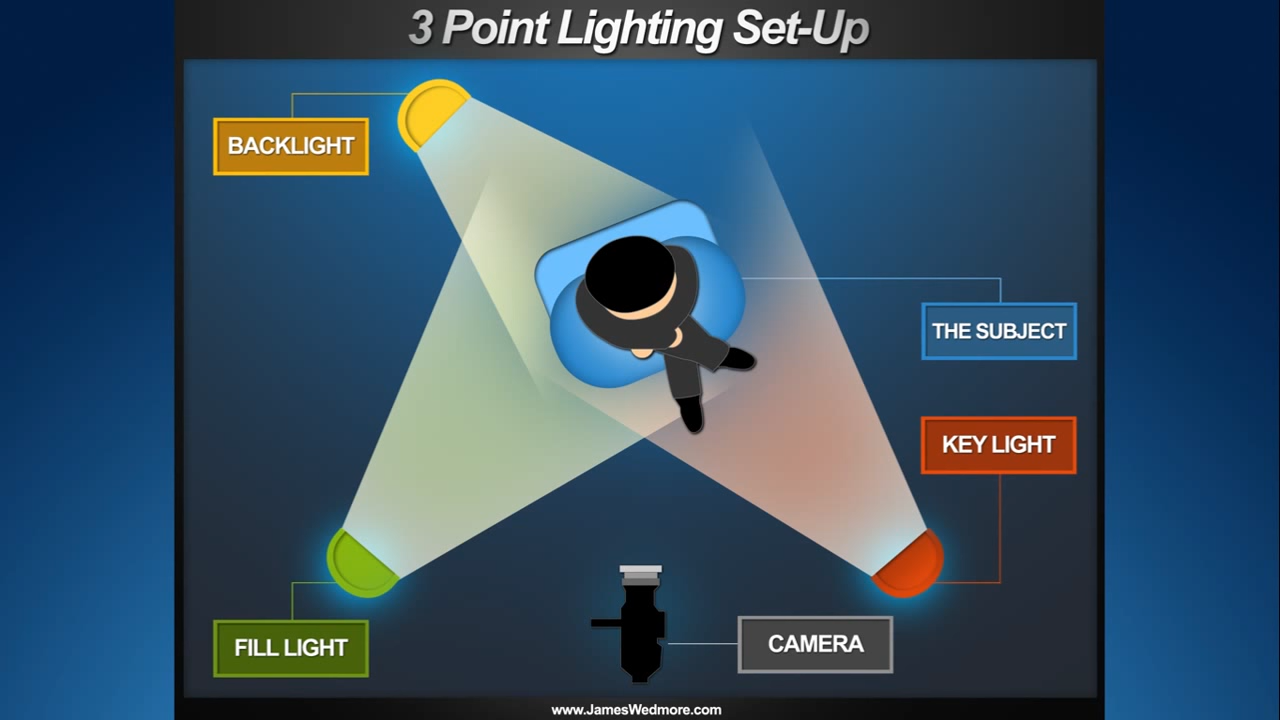 3 Point Lighting Set-Up
BACKLIGHT
THE SUBJECT
KEY LIGHT
FILL LIGHT
CAMERA
www.JamesWedmore.com